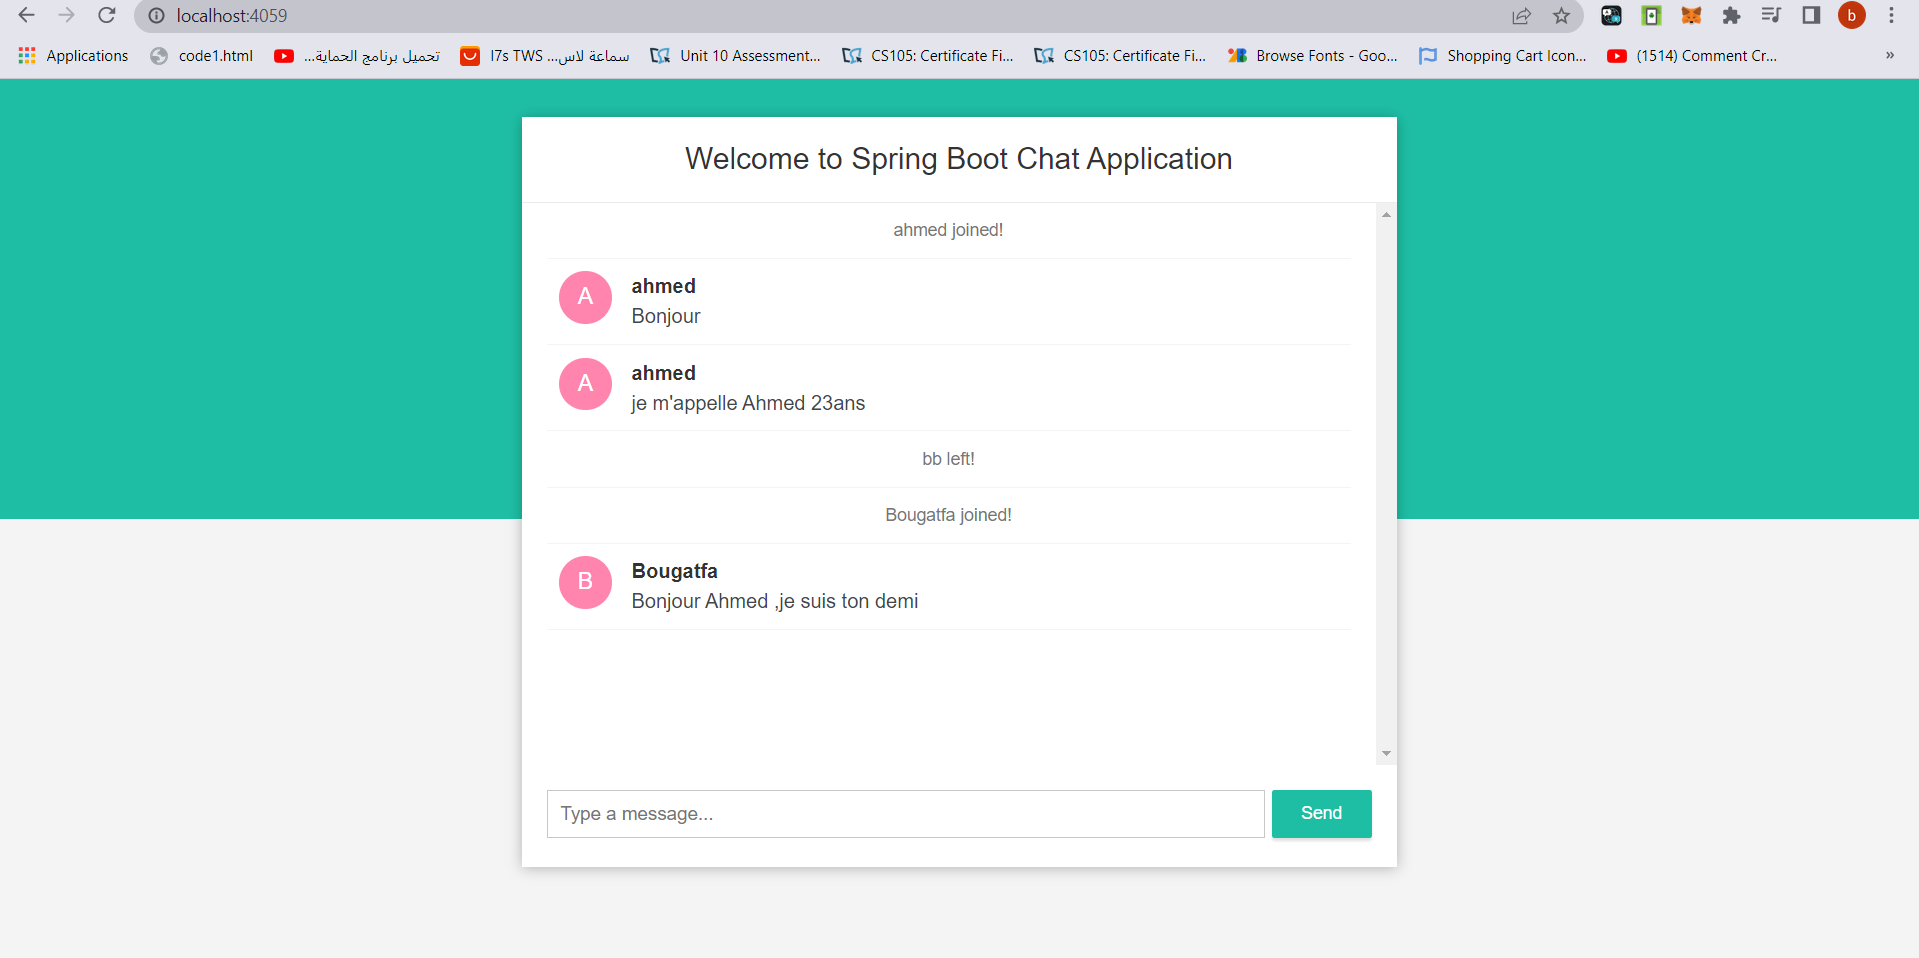 localhost:4059
b
Applications
code1.html
تحميل برنامج الحماية...
سماعة لاس... I7s TWS
Unit 10 Assessment...
CS105: Certificate Fi...
CS105: Certificate Fi...
Browse Fonts - Goo...
Shopping Cart Icon...
(1514) Comment Cr...
»
Welcome to Spring Boot Chat Application
ahmed joined!
A
ahmed
Bonjour
A
ahmed
je m'appelle Ahmed 23ans
bb left!
Bougatfa joined!
B
Bougatfa
Bonjour Ahmed ,je suis ton demi
Type a message...
Send